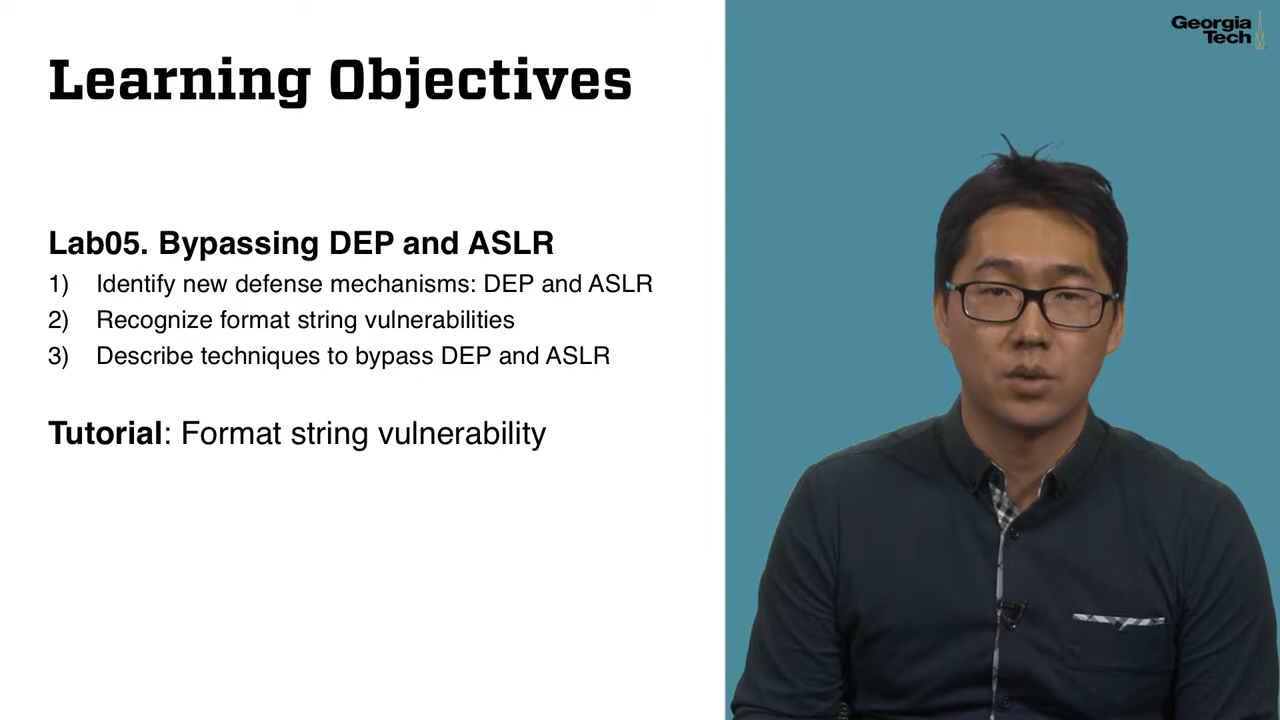 Georgia
Tech
Learning Objectives
Lab05. Bypassing DEP and ASLR
1) Identify new defense mechanisms: DEP and ASLR
2) Recognize format string vulnerabilities
3) Describe techniques to bypass DEP and ASLR
Tutorial: Format string vulnerability